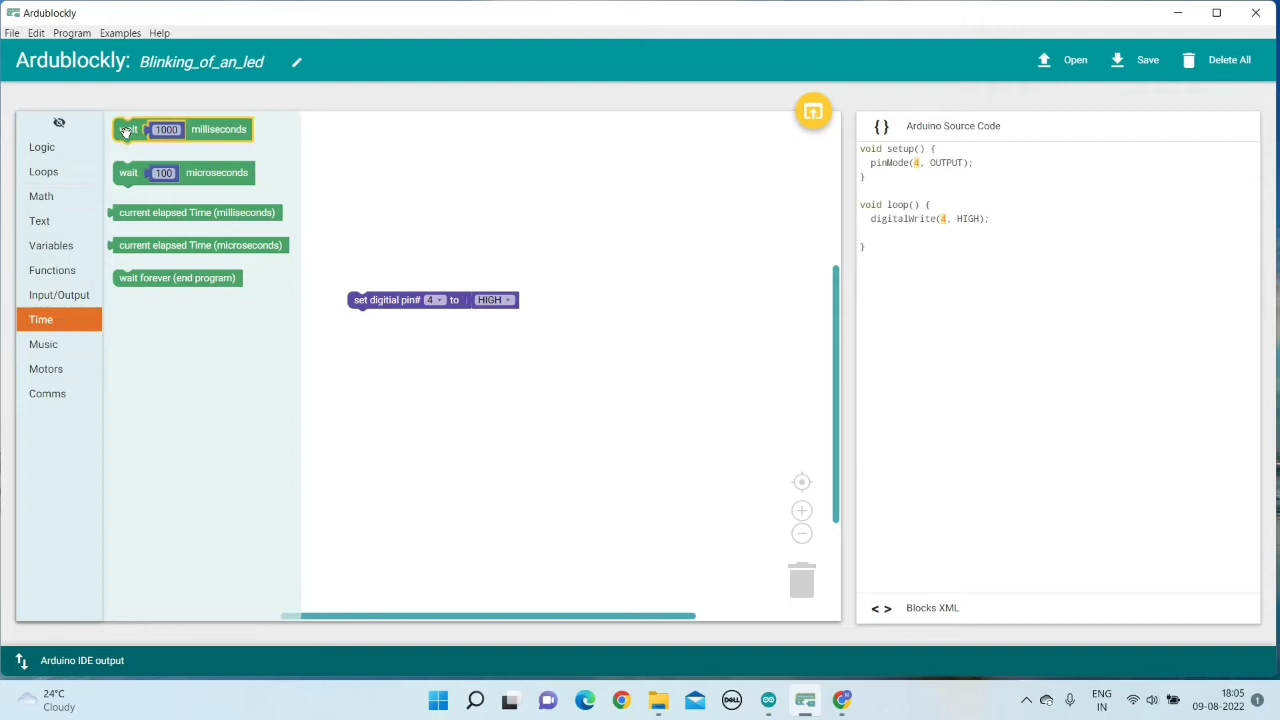 Ardublockly
File Edit Program Examples Help
Ardublockly: Blinking_of_an_led
Open Save Delete All
Logic
Loops
Math
Text
Variables
Functions
Input/Output
Time
Music
Motors
Comms
1000 milliseconds
wait 100 microseconds
current elapsed Time (milliseconds)
current elapsed Time (microseconds)
wait forever (end program)
set digitial pin# 4 to HIGH
{} Arduino Source Code
void setup() {
pinMode(4, OUTPUT);
}
void loop() {
digitalWrite(4, HIGH);
}
< > Blocks XML
Arduino IDE output
24°C
Cloudy
DELL
ENG
IN
18:05
09-08-2022
1